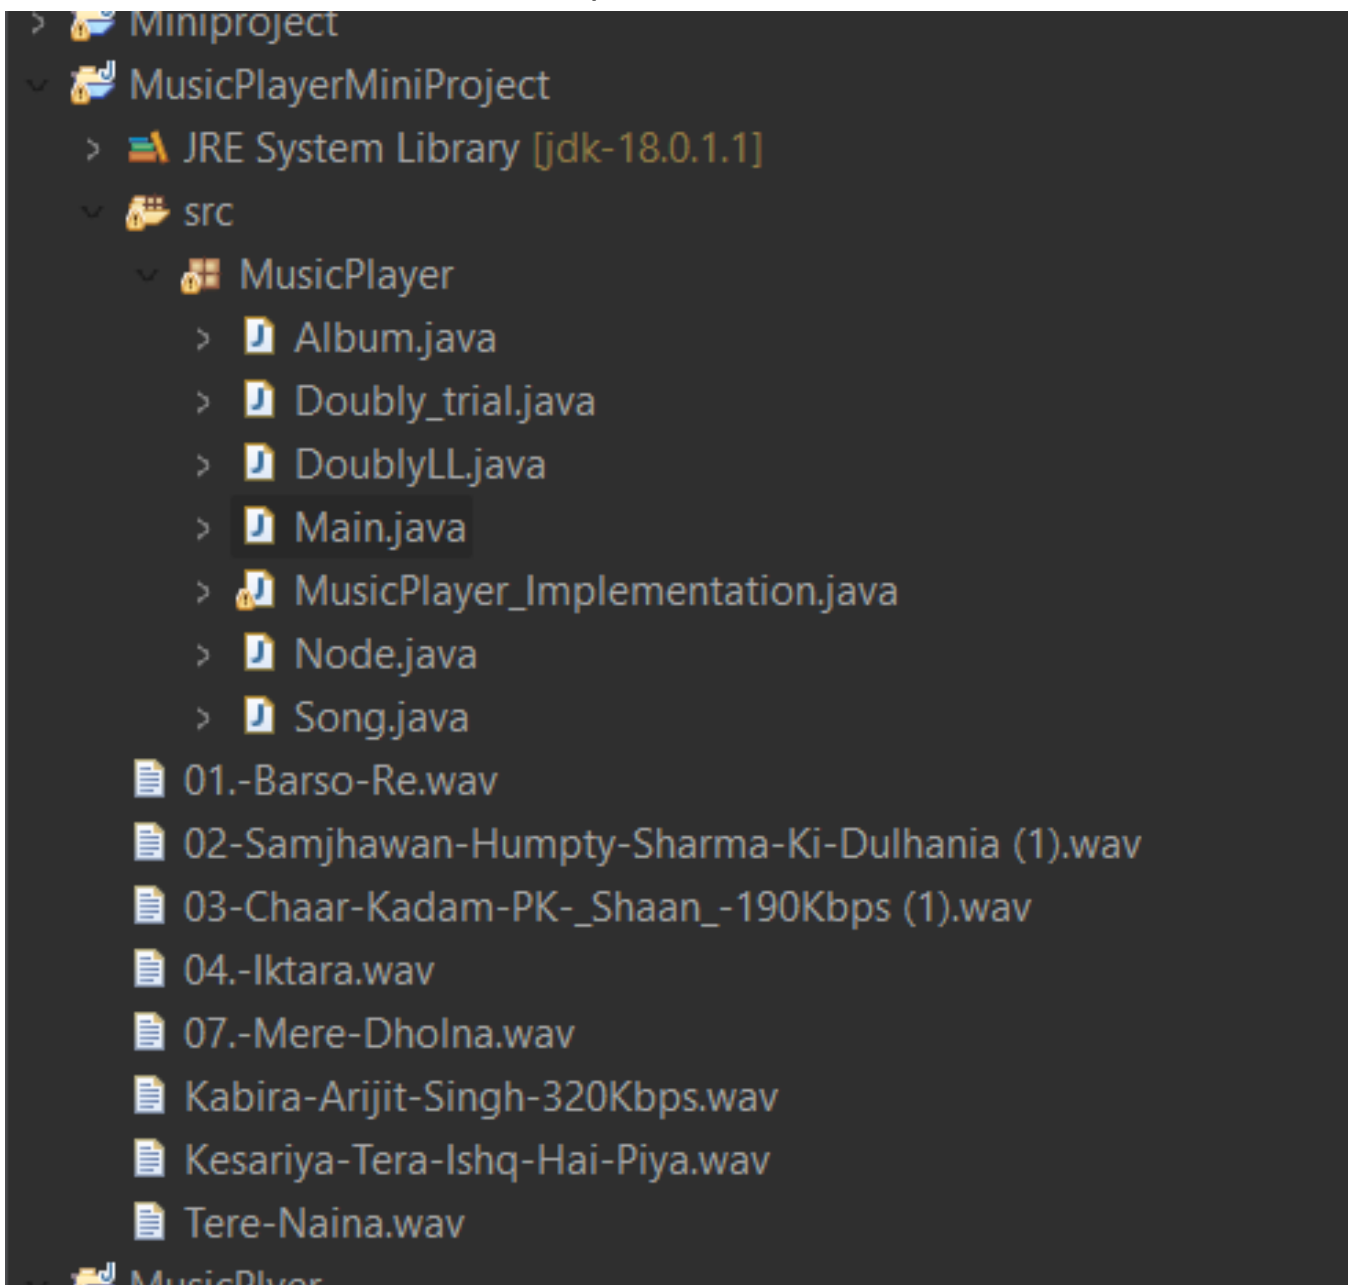 Miniproject
MusicPlayerMiniProject
JRE System Library [jdk-18.0.1.1]
src
MusicPlayer
Album.java
Doubly_trial.java
DoublyLL.java
Main.java
MusicPlayer_Implementation.java
Node.java
Song.java
01.-Barso-Re.wav
02-Samjhawan-Humpty-Sharma-Ki-Dulhania (1).wav
03-Chaar-Kadam-PK-_Shaan_-190Kbps (1).wav
04.-Iktara.wav
07.-Mere-Dholna.wav
Kabira-Arijit-Singh-320Kbps.wav
Kesariya-Tera-Ishq-Hai-Piya.wav
Tere-Naina.wav
MusicPlyer